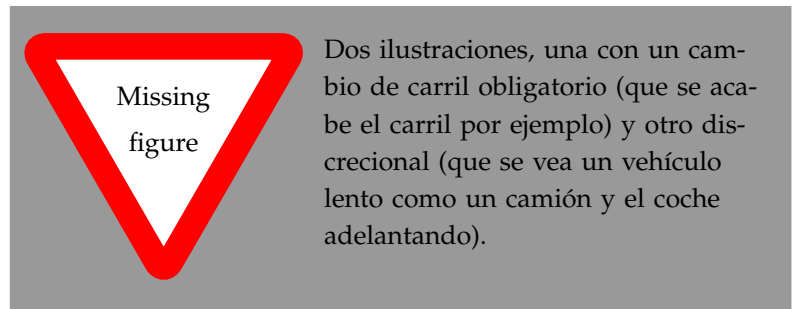 Missing
figure
Dos ilustraciones, una con un cam-
bio de carril obligatorio (que se aca-
be el carril por ejemplo) y otro dis-
crecional (que se vea un vehículo
lento como un camión y el coche
adelantando).